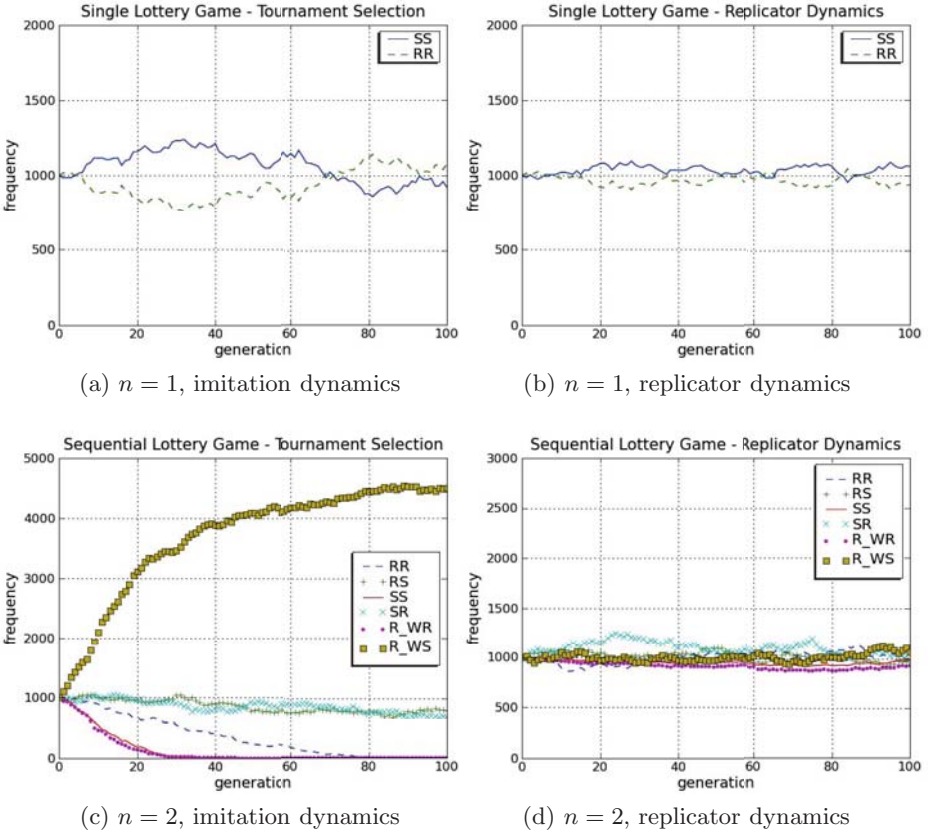 Single Lottery Game - Tournament Selection
2000
1500
1000
500
0
frequency
SS
RR
0 20 40 60 80 100
generation
(a) n = 1, imitation dynamics
Single Lottery Game - Replicator Dynamics
2000
1500
1000
500
0
frequency
SS
RR
0 20 40 60 80 100
generation
(b) n = 1, replicator dynamics
Sequential Lottery Game - Tournament Selection
5000
4000
3000
2000
1000
0
frequency
RR
RS
SS
SR
R_WR
R_WS
0 20 40 60 80 100
generation
(c) n = 2, imitation dynamics
Sequential Lottery Game - Replicator Dynamics
3000
2500
2000
1500
1000
500
0
frequency
RR
RS
SS
SR
R_WR
R_WS
0 20 40 60 80 100
generation
(d) n = 2, replicator dynamics